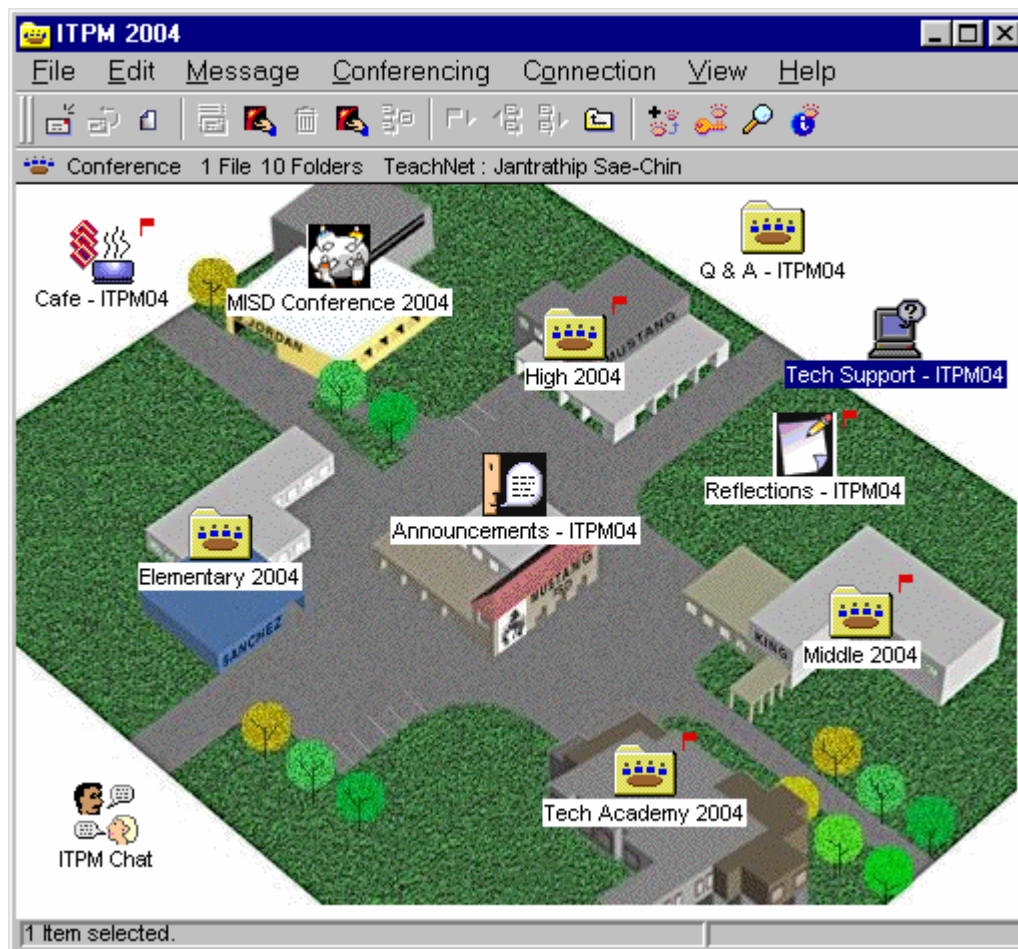 ITPM 2004
File Edit Message Conferencing Connection View Help
Conference 1 File 10 Folders TeachNet : Jantrathip Sae-Chin
Cafe - ITPM04
MISD Conference 2004
Q & A - ITPM04
JORDAN
MUSTANG
High 2004
Tech Support - ITPM04
Reflections - ITPM04
Announcements - ITPM04
Elementary 2004
MUSTANG
ISD
SANCHEZ
KING
Middle 2004
Tech Academy 2004
ITPM Chat
1 Item selected.